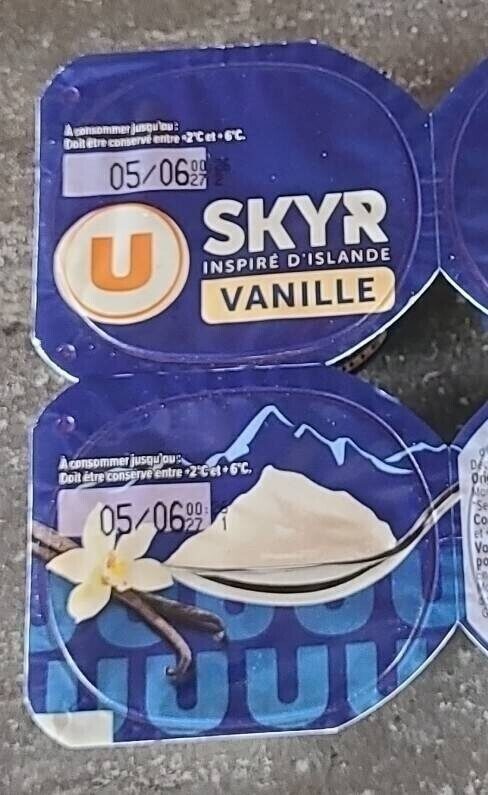 À consommer jusqu'au :
Doit être conservé entre +2°C et +6°C.
05/06
U
SKYR
INSPIRÉ D'ISLANDE
VANILLE
À consommer jusqu'au :
Doit être conservé entre +2°C et +6°C.
05/06
UUUU